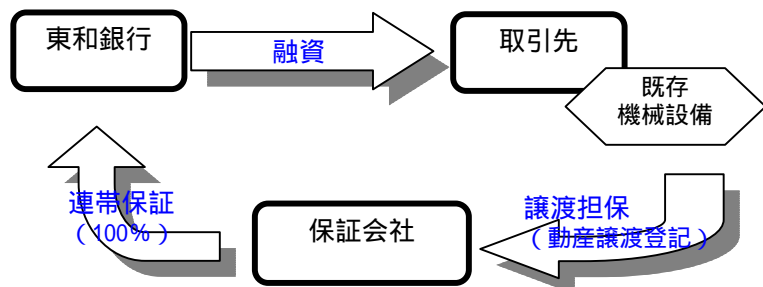 東和銀行
融資
取引先
既存
機械設備
連帯保証
（100％）
保証会社
譲渡担保
（動産譲渡登記）